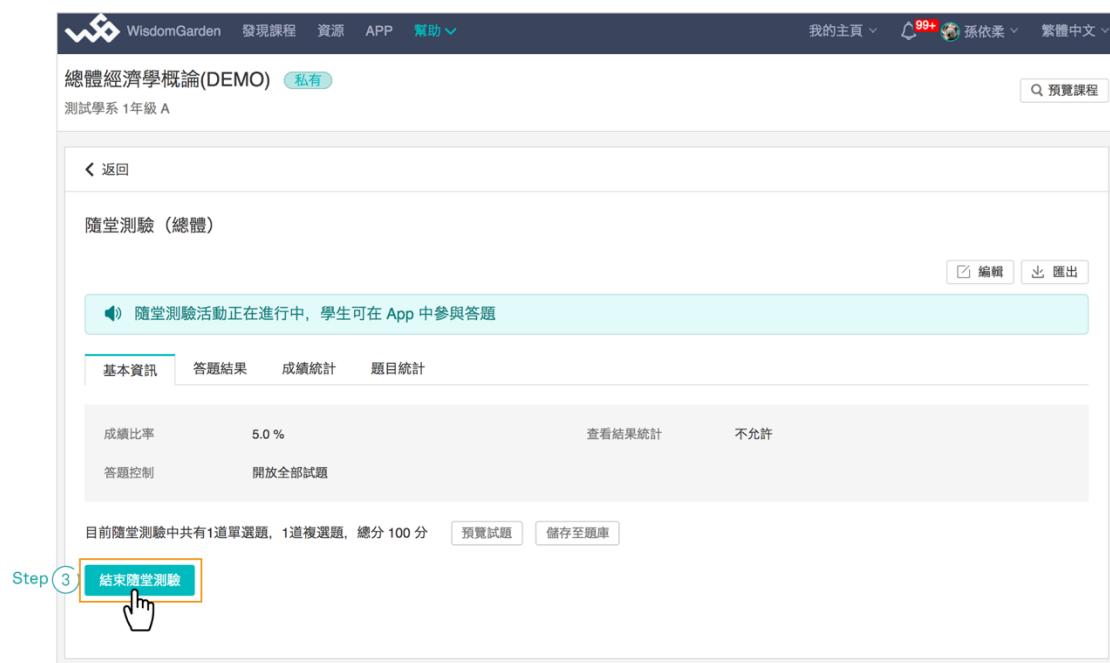 WisdomGarden 發現課程 資源 APP 幫助 我的主頁 99+ 孫依柔 繁體中文
總體經濟學概論(DEMO) 私有
預覽課程
測試學系 1年級 A
返回
隨堂測驗（總體）
編輯 匯出
隨堂測驗活動正在進行中，學生可在 App 中參與答題
基本資訊 答題結果 成績統計 題目統計
成績比率 5.0 % 查看結果統計 不允許
答題控制 開放全部試題
目前隨堂測驗中共有1道單選題，1道複選題，總分 100 分 預覽試題 儲存至題庫
Step 3 結束隨堂測驗